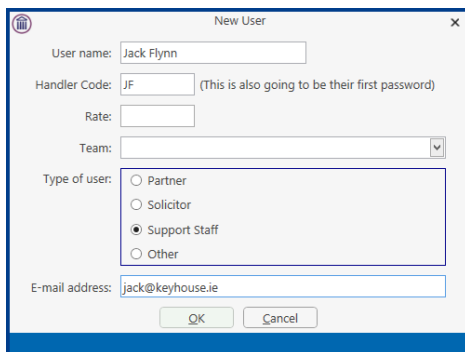 New User
User name: Jack Flynn
Handler Code: JF (This is also going to be their first password)
Rate:
Team:
Type of user: Partner
Solicitor
Support Staff
Other
E-mail address: jack@keyhouse.ie
OK Cancel